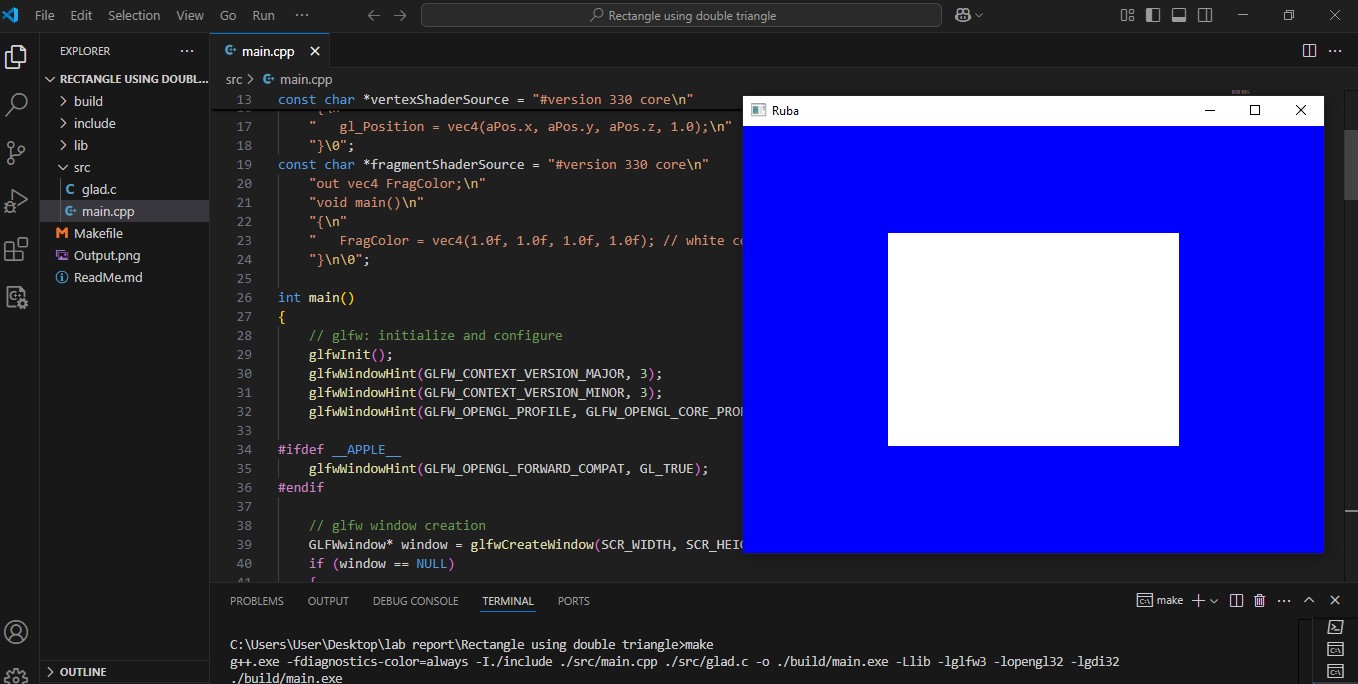 File Edit Selection View Go Run ···
Rectangle using double triangle
EXPLORER ···
RECTANGLE USING DOUBL...
build
include
lib
src
C glad.c
main.cpp
Makefile
Output.png
ReadMe.md
OUTLINE
main.cpp
src > main.cpp
13 const char *vertexShaderSource = "#version 330 core\n"
17 " gl_Position = vec4(aPos.x, aPos.y, aPos.z, 1.0);\n"
18 "}\0";
19 const char *fragmentShaderSource = "#version 330 core\n"
20 "out vec4 FragColor;\n"
21 "void main()\n"
22 "{\n"
23 " FragColor = vec4(1.0f, 1.0f, 1.0f, 1.0f); // white co
24 "}\n\0";
25
26 int main()
27 {
28 // glfw: initialize and configure
29 glfwInit();
30 glfwWindowHint(GLFW_CONTEXT_VERSION_MAJOR, 3);
31 glfwWindowHint(GLFW_CONTEXT_VERSION_MINOR, 3);
32 glfwWindowHint(GLFW_OPENGL_PROFILE, GLFW_OPENGL_CORE_PROF
33
34 #ifdef __APPLE__
35 glfwWindowHint(GLFW_OPENGL_FORWARD_COMPAT, GL_TRUE);
36 #endif
37
38 // glfw window creation
39 GLFWwindow* window = glfwCreateWindow(SCR_WIDTH, SCR_HEIG
40 if (window == NULL)
41 {
Ruba
PROBLEMS OUTPUT DEBUG CONSOLE TERMINAL PORTS
make
C:\Users\User\Desktop\lab report\Rectangle using double triangle>make
g++.exe -fdiagnostics-color=always -I./include ./src/main.cpp ./src/glad.c -o ./build/main.exe -Llib -lglfw3 -lopengl32 -lgdi32
./build/main.exe